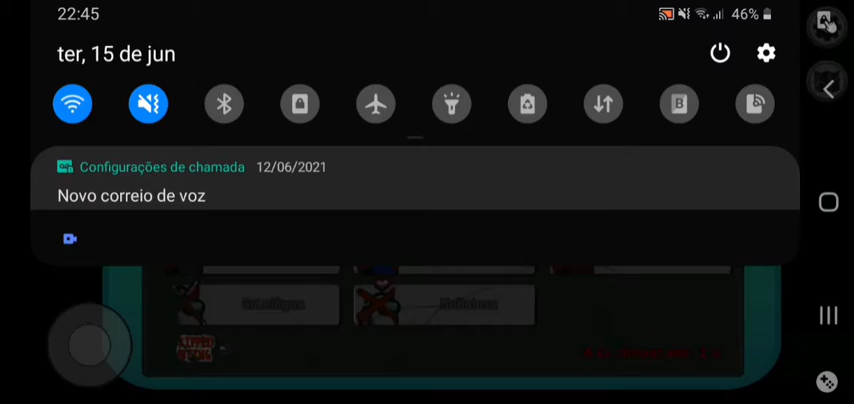 22:45
46%
ter, 15 de jun
B
Configurações de chamada 12/06/2021
Novo correio de voz